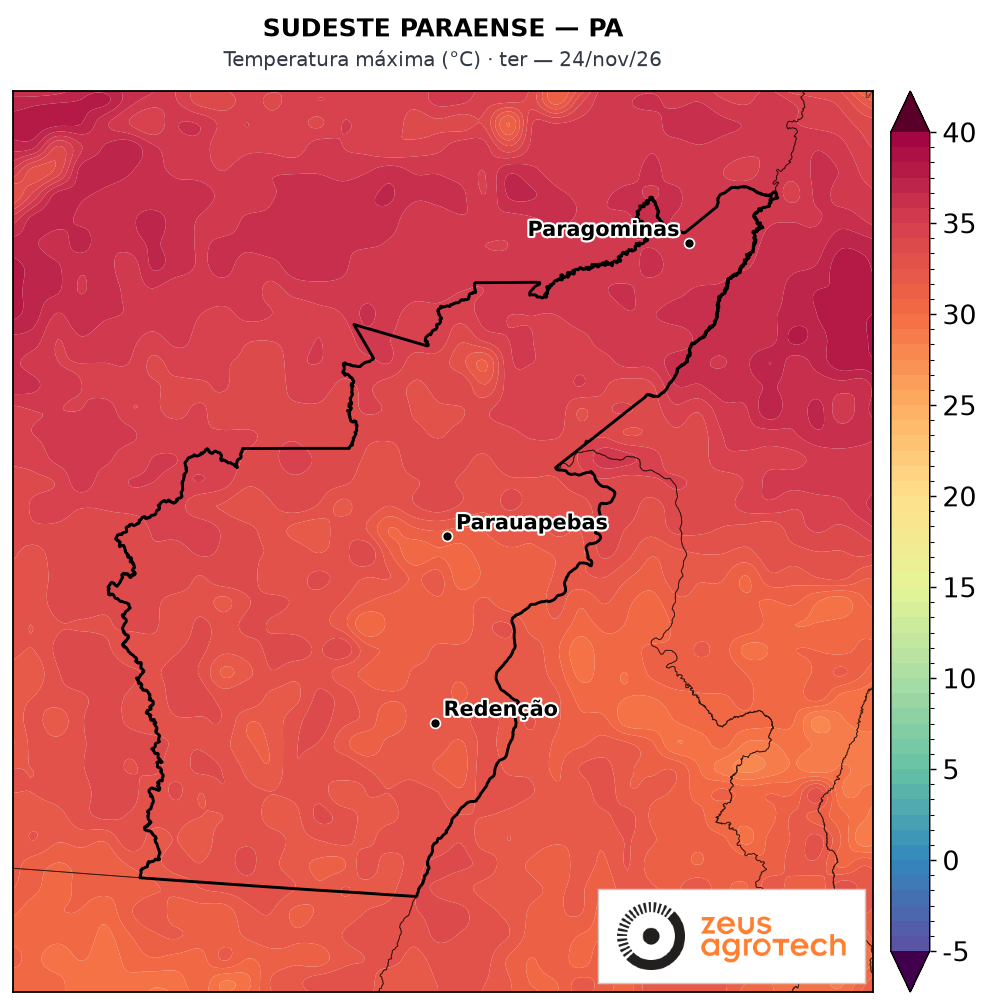 SUDESTE PARAENSE — PA
Temperatura máxima (°C) · ter — 24/nov/26
Paragominas
Parauapebas
Redenção
40
35
30
25
20
15
10
5
0
-5
zeus
agrotech